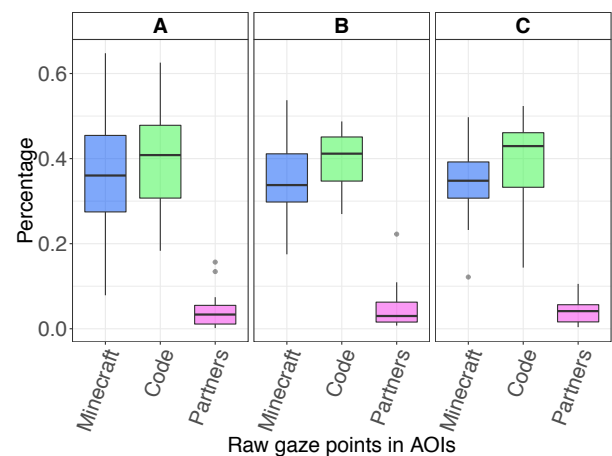 A B C
Percentage
0.6
0.4
0.2
0.0
Minecraft Code Partners Minecraft Code Partners Minecraft Code Partners
Raw gaze points in AOIs